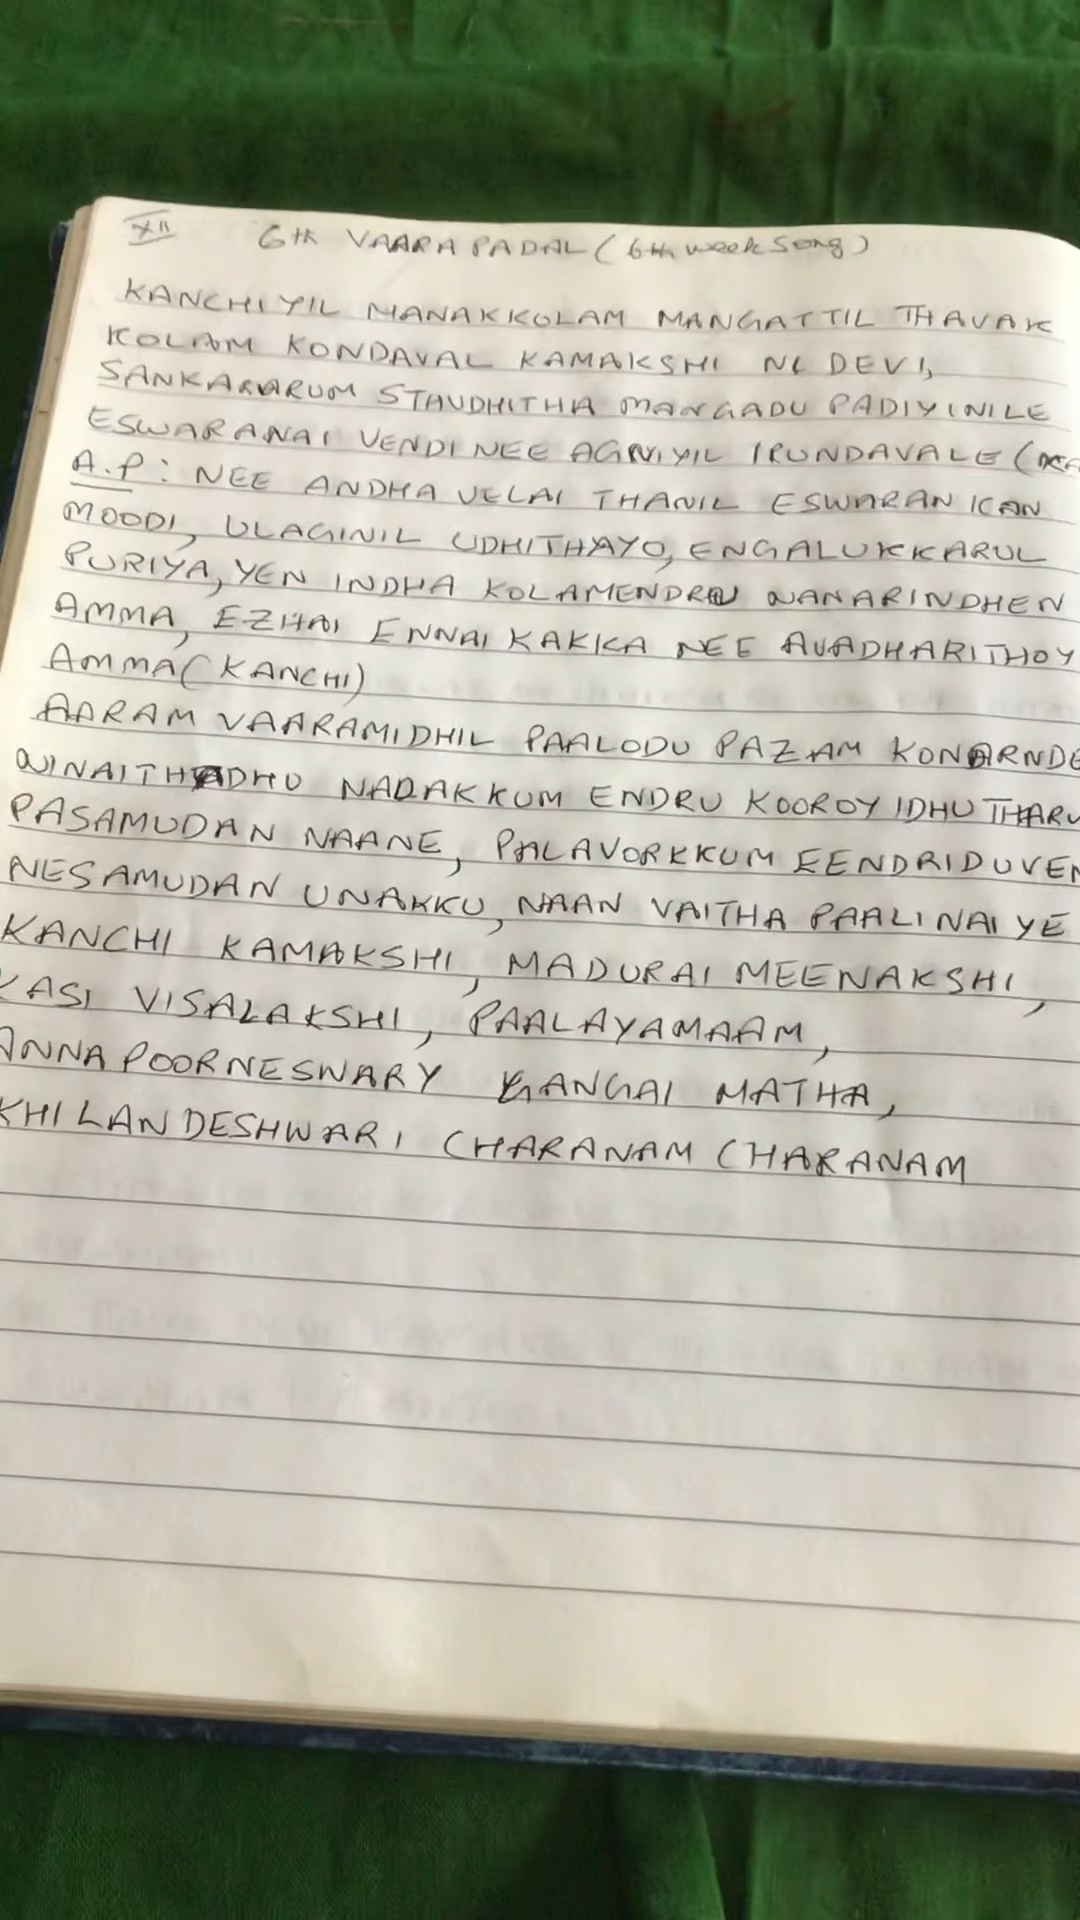 XII 6th VAARA PADAL (6th week song)
KANCHIYIL MANAKKOLAM MANGATTIL THAVAK
KOLAM KONDAVAL KAMAKSHI NL DEVI,
SANKARARUM STHUDHITHA MANGADU PADIYINILE
ESWARANAI VENDI NEE AGNIYIL IRUNDAVALE (KA
A.P: NEE ANDHA VELAI THANIL ESWARAN KAN
MOODI, ULAGINIL UDHITHAYO, ENGALUKKARUL
PURIYA, YEN INDHA KOLAMENDRU NANARINDHEN
AMMA, EZHAI ENNAI KAKKA NEE AVADHARITHOY
AMMA (KANCHI)
AARAM VAARAMIDHIL PAALODU PAZAM KONARNDE
NINAITHADHU NADAKKUM ENDRU KOOROY IDHU THARU
PASAMUDAN NAANE, PALAVORKKUM EENDRIDUVEN
NESAMUDAN UNAKKU, NAAN VAITHA PAALINAI YE
KANCHI KAMAKSHI, MADURAI MEENAKSHI,
KASI VISALAKSHI, PAALAYAMAAM,
ANNAPOORNESWARY GANGAI MATHA,
KHILANDESHWARI CHARANAM CHARANAM